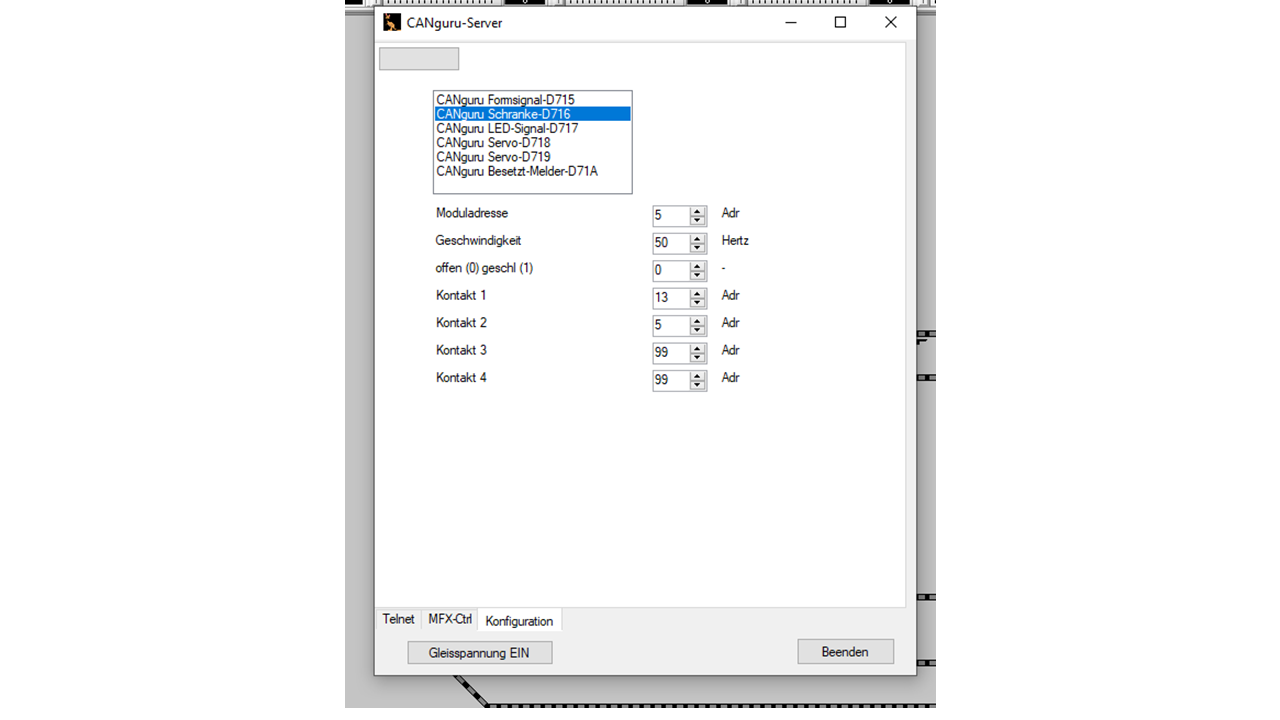 CANguru-Server
CANguru Formsignal-D715
CANguru Schranke-D716
CANguru LED-Signal-D717
CANguru Servo-D718
CANguru Servo-D719
CANguru Besetzt-Melder-D71A
Moduladresse 5 Adr
Geschwindigkeit 50 Hertz
offen (0) geschl (1) 0 -
Kontakt 1 13 Adr
Kontakt 2 5 Adr
Kontakt 3 99 Adr
Kontakt 4 99 Adr
Telnet MFX-Ctrl Konfiguration
Gleisspannung EIN Beenden